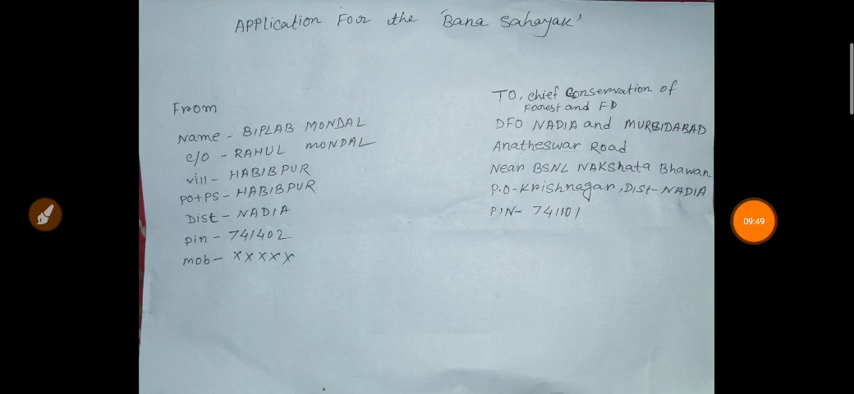 APPlication FoOr the 'Bana Sahayak'
From
Name - BIPLAB MONDAL
c/o - RAHUL MONDAL
vill - HABIBPUR
PO+PS - HABIBPUR
Dist - NADIA
pin - 741402
mob - XXXXX
TO, chief Conservation of
Foorest and FD
DFO NADIA and MURBIDABAD
Anatheswar Road
Near BSNL NAKShata Bhawan
P.O - Krishnagar, Dist - NADIA
PIN - 741101
09:49